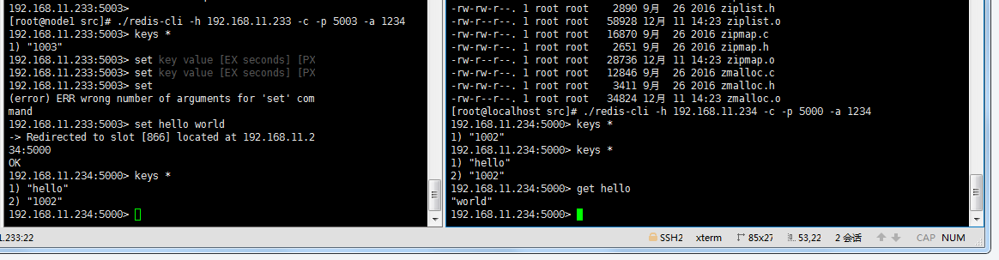 192.168.11.233:5003>
[root@node1 src]# ./redis-cli -h 192.168.11.233 -c -p 5003 -a 1234
192.168.11.233:5003> keys *
1) "1003"
192.168.11.233:5003> set key value [EX seconds] [PX
192.168.11.233:5003> set key value [EX seconds] [PX
192.168.11.233:5003> set
(error) ERR wrong number of arguments for 'set' com
mand
192.168.11.233:5003> set hello world
-> Redirected to slot [866] located at 192.168.11.2
34:5000
OK
192.168.11.234:5000> keys *
1) "hello"
2) "1002"
192.168.11.234:5000>
-rw-rw-r--. 1 root root 2890 9月 26 2016 ziplist.h
-rw-r--r--. 1 root root 58928 12月 11 14:23 ziplist.o
-rw-rw-r--. 1 root root 16870 9月 26 2016 zipmap.c
-rw-rw-r--. 1 root root 2651 9月 26 2016 zipmap.h
-rw-r--r--. 1 root root 28736 12月 11 14:23 zipmap.o
-rw-rw-r--. 1 root root 12846 9月 26 2016 zmalloc.c
-rw-rw-r--. 1 root root 3411 9月 26 2016 zmalloc.h
-rw-r--r--. 1 root root 34824 12月 11 14:23 zmalloc.o
[root@localhost src]# ./redis-cli -h 192.168.11.234 -c -p 5000 -a 1234
192.168.11.234:5000> keys *
1) "1002"
192.168.11.234:5000> keys *
1) "hello"
2) "1002"
192.168.11.234:5000> get hello
"world"
192.168.11.234:5000>
1.233:22 SSH2 xterm 85x27 53,22 2 会话 CAP NUM